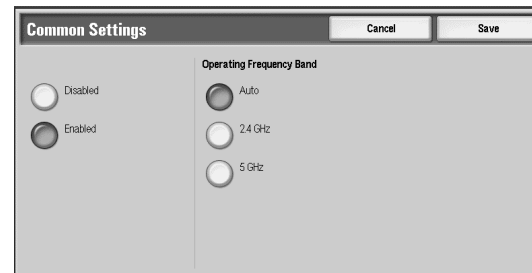 Common Settings
Cancel
Save
Disabled
Enabled
Operating Frequency Band
Auto
2.4 GHz
5 GHz